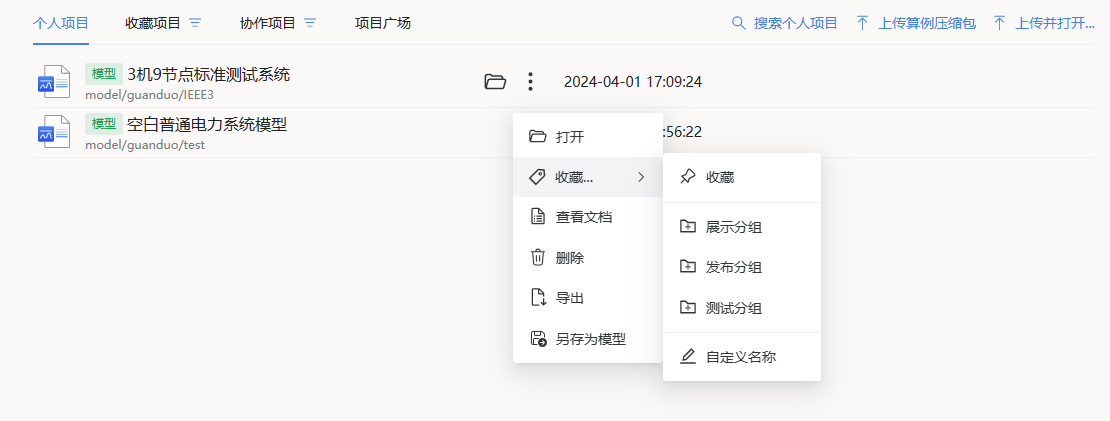 个人项目 收藏项目 协作项目 项目广场 搜索个人项目 上传算例压缩包 上传并打开...
模型 3机9节点标准测试系统 2024-04-01 17:09:24
model/guanduo/IEEE3
模型 空白普通电力系统模型 :56:22
model/guanduo/test
打开
收藏...
查看文档
删除
导出
另存为模型
收藏
展示分组
发布分组
测试分组
自定义名称